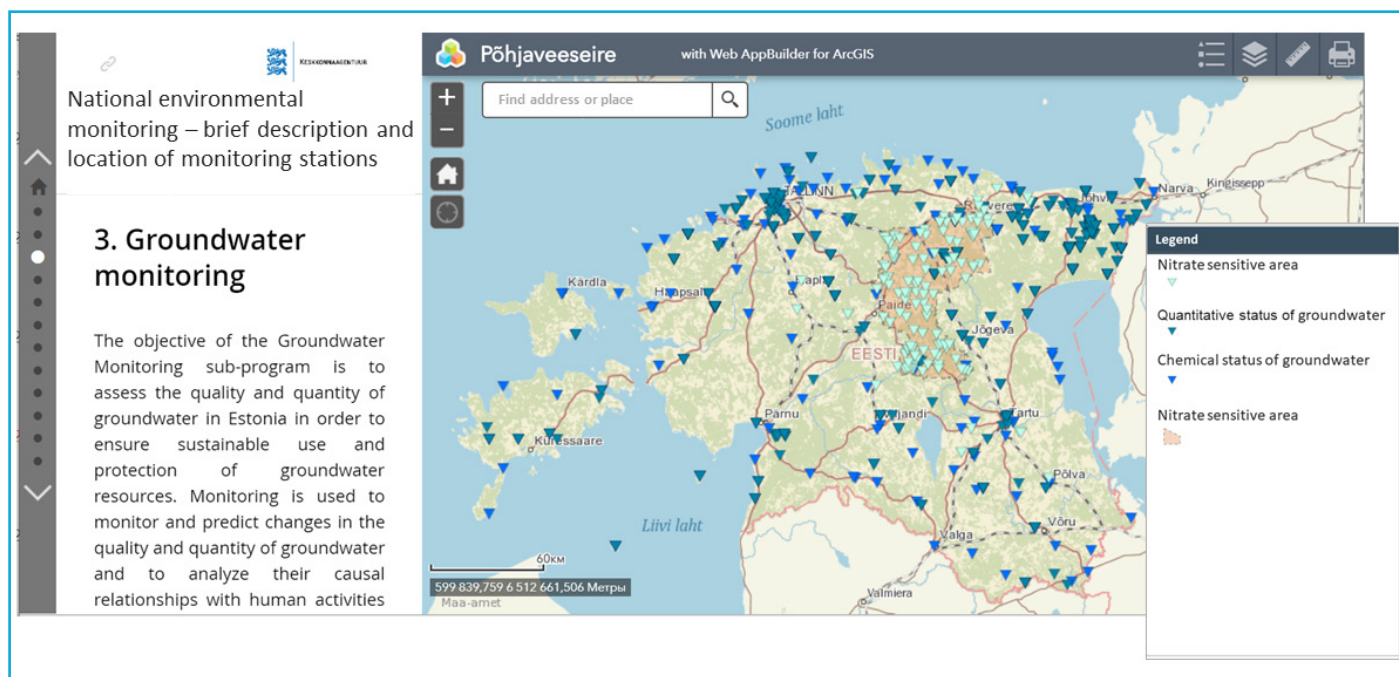 KESKKONNAAGENTUUR
National environmental
monitoring – brief description and
location of monitoring stations
3. Groundwater
monitoring
The objective of the Groundwater
Monitoring sub-program is to
assess the quality and quantity of
groundwater in Estonia in order to
ensure sustainable use and
protection of groundwater
resources. Monitoring is used to
monitor and predict changes in the
quality and quantity of groundwater
and to analyze their causal
relationships with human activities
Põhjaveeseire
with Web AppBuilder for ArcGIS
+
Find address or place
−
Soome laht
TALLINN
Narva
Kingissepp
Jõhvi
Kärdla
Haapsalu
Paide
Jõgeva
EESTI
Pärnu
Tartu
Kuressaare
Põlva
Liivi laht
Võru
Valga
Valmiera
60км
599 839,759 6 512 661,506 Метры
Maa-amet
Legend
Nitrate sensitive area
Quantitative status of groundwater
Chemical status of groundwater
Nitrate sensitive area